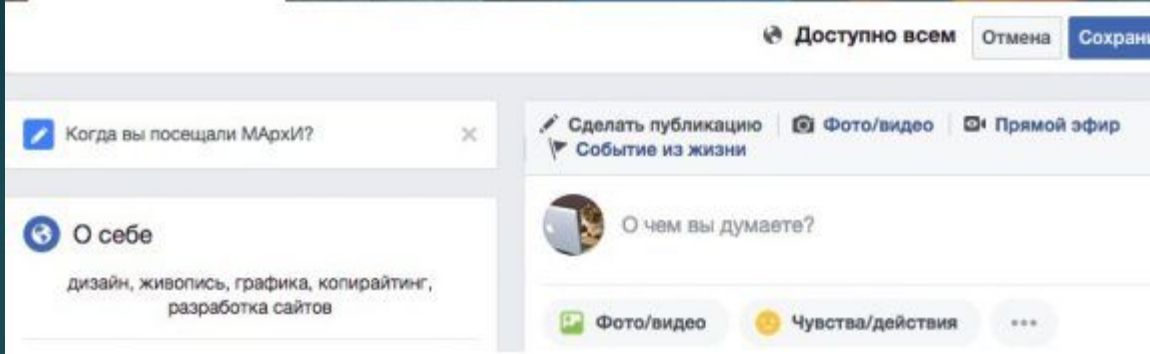 Доступно всем Отмена
Когда вы посещали МАрхИ?
Сделать публикацию Фото/видео Прямой эфир
Событие из жизни
О себе
дизайн, живопись, графика, копирайтинг,
разработка сайтов
О чем вы думаете?
Фото/видео Чувства/действия